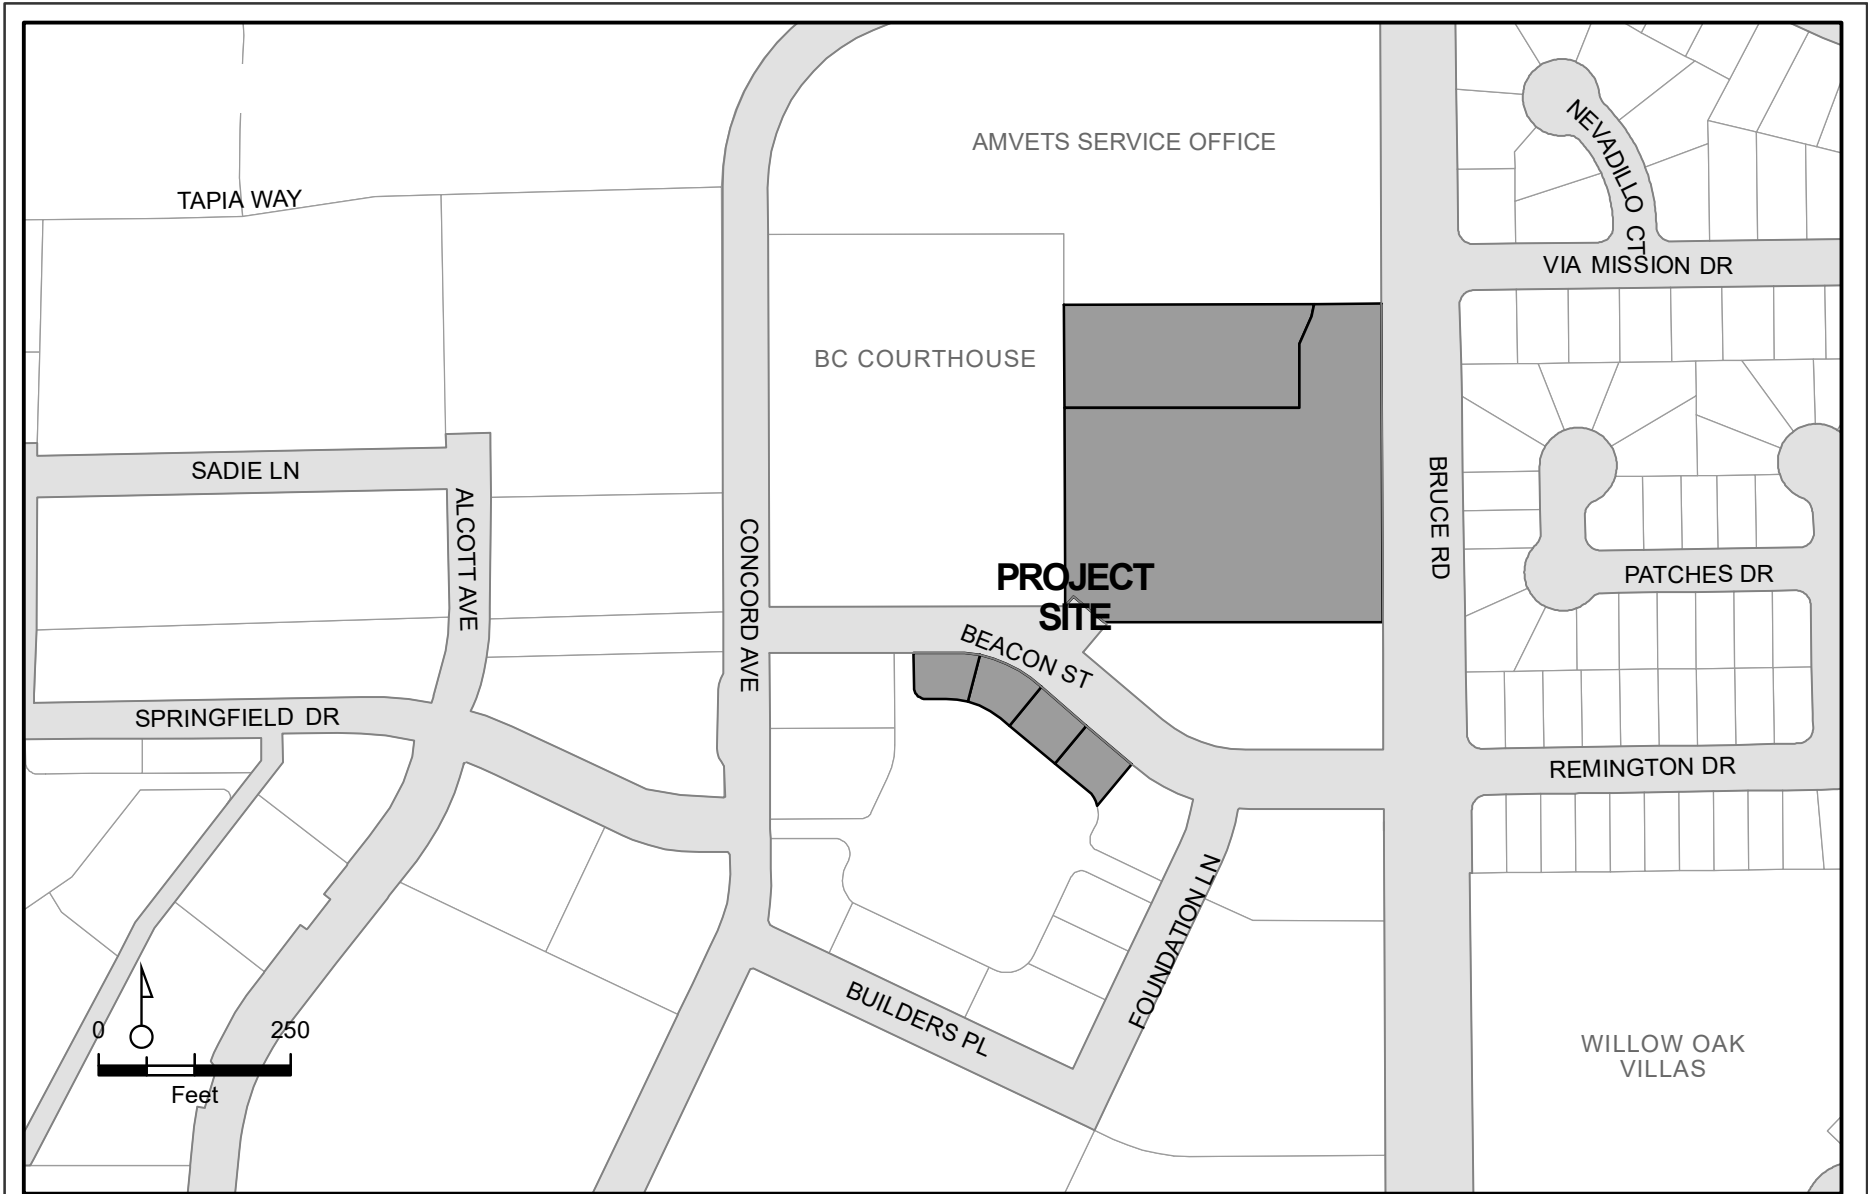 AMVETS SERVICE OFFICE
NEVADILLO CT
TAPIA WAY
VIA MISSION DR
BC COURTHOUSE
SADIE LN
ALCOTT AVE
CONCORD AVE
BRUCE RD
PROJECT
SITE
PATCHES DR
BEACON ST
SPRINGFIELD DR
REMINGTON DR
FOUNDATION LN
BUILDERS PL
0
250
Feet
WILLOW OAK
VILLAS